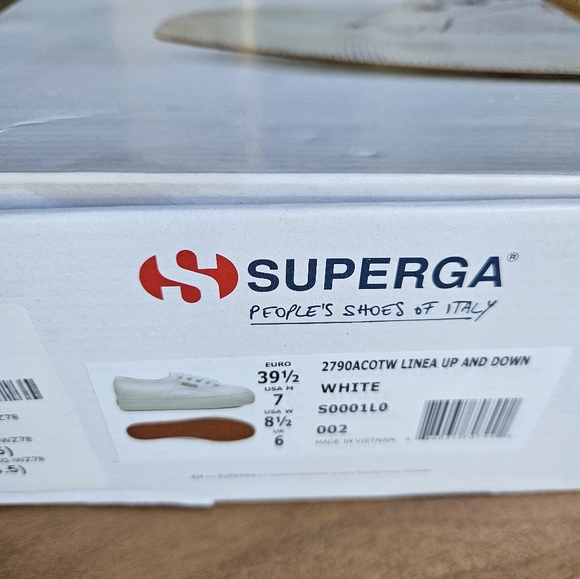 SUPERGA®
PEOPLE'S SHOES OF ITALY
EURO
39½
USA M
7
USA W
8½
UK
6
2790ACOTW LINEA UP AND DOWN
WHITE
S0001L0
002
MADE IN VIETNAM